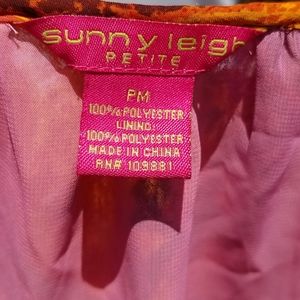 sunny leigh
PETITE
PM
100% POLYESTER
LINING:
100% POLYESTER
MADE IN CHINA
RN# 109881